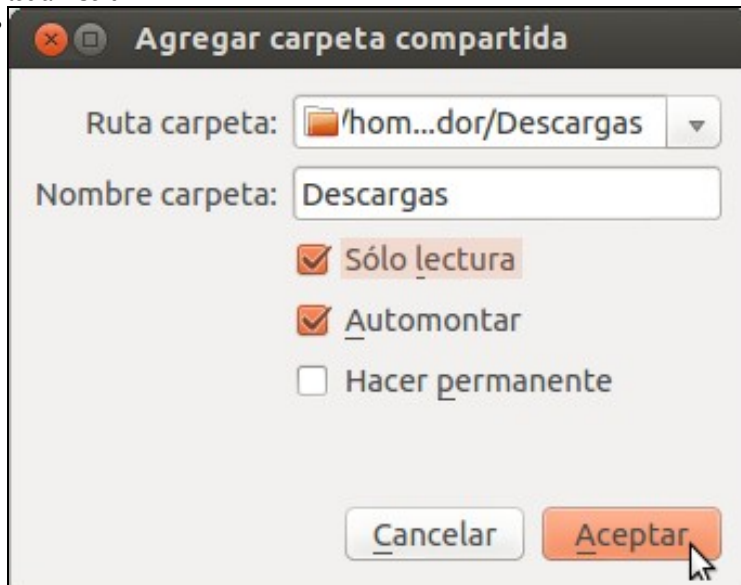 Agregar carpeta compartida
Ruta carpeta: /hom...dor/Descargas
Nombre carpeta: Descargas
Sólo lectura
Automontar
Hacer permanente
Cancelar Aceptar